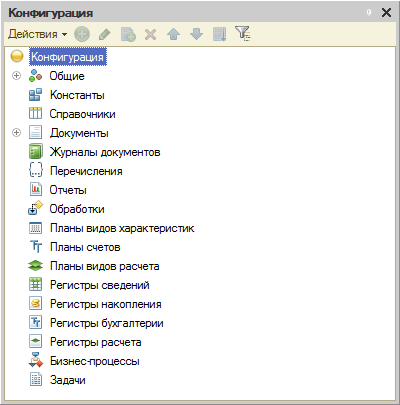 Конфигурация
Действия
Конфигурация
Общие
Константы
Справочники
Документы
Журналы документов
Перечисления
Отчеты
Обработки
Планы видов характеристик
Планы счетов
Планы видов расчета
Регистры сведений
Регистры накопления
Регистры бухгалтерии
Регистры расчета
Бизнес-процессы
Задачи